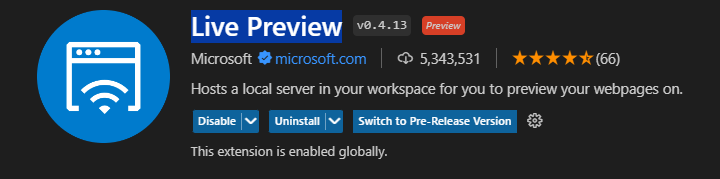 Live Preview v0.4.13 Preview
Microsoft microsoft.com 5,343,531 (66)
Hosts a local server in your workspace for you to preview your webpages on.
Disable Uninstall Switch to Pre-Release Version
This extension is enabled globally.